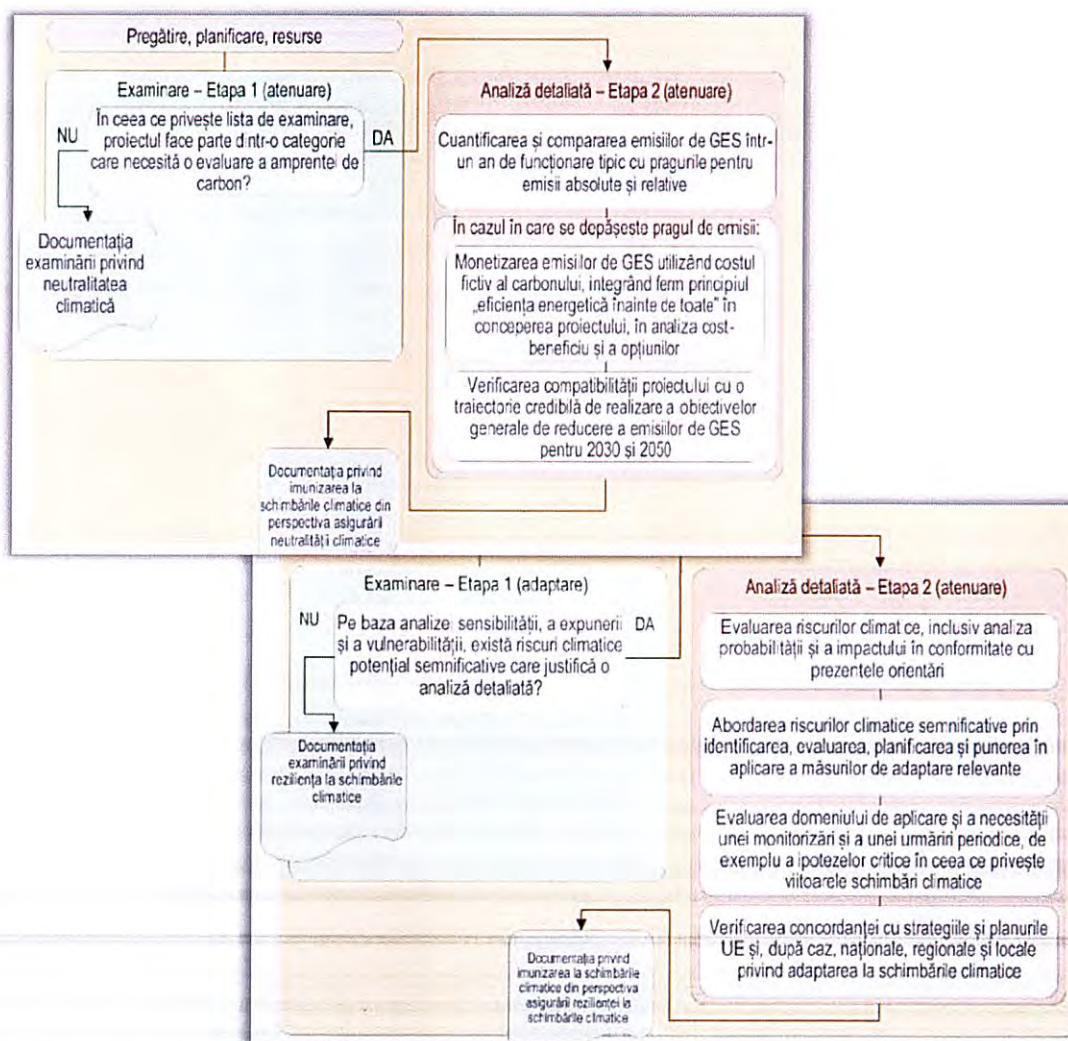 Pregătire, planificare, resurse
Examinare – Etapa 1 (atenuare)
NU
În ceea ce privește lista de examinare,
proiectul face parte dintr-o categorie
care necesită o evaluare a amprentei de
carbon?
DA
Documentația
examinării privind
neutralitatea
climatică
Analiză detaliată – Etapa 2 (atenuare)
Cuantificarea și compararea emisiilor de GES într-
un an de funcționare tipic cu pragurile pentru
emisii absolute și relative
În cazul în care se depășește pragul de emisii:
Monetizarea emisiilor de GES utilizând costul
fictiv al carbonului, integrând ferm principiul
„eficiența energetică înainte de toate” în
conceperea proiectului, în analiza cost-
beneficiu și a opțiunilor
Verificarea compatibilității proiectului cu o
traiectorie credibilă de realizare a obiectivelor
generale de reducere a emisiilor de GES
pentru 2030 și 2050
Documentația privind
imunizarea la
schimbările climatice din
perspectiva asigurării
neutralității climatice
Examinare – Etapa 1 (adaptare)
NU
Pe baza analizei sensibilității, a expunerii
și a vulnerabilității, există riscuri climatice
potențial semnificative care justifică o
analiză detaliată?
DA
Documentația
examinării privind
reziliența la schimbările
climatice
Analiză detaliată – Etapa 2 (atenuare)
Evaluarea riscurilor climatice, inclusiv analiza
probabilității și a impactului în conformitate cu
prezentele orientări
Abordarea riscurilor climatice semnificative prin
identificarea, evaluarea, planificarea și punerea în
aplicare a măsurilor de adaptare relevante
Evaluarea domeniului de aplicare și a necesității
unei monitorizări și a unei urmăriri periodice, de
exemplu a ipotezelor critice în ceea ce privește
viitoarele schimbări climatice
Verificarea concordanței cu strategiile și planurile
UE și, după caz, naționale, regionale și locale
privind adaptarea la schimbările climatice
Documentația privind
imunizarea la schimbările
climatice din perspectiva
asigurării rezilienței la
schimbările climatice